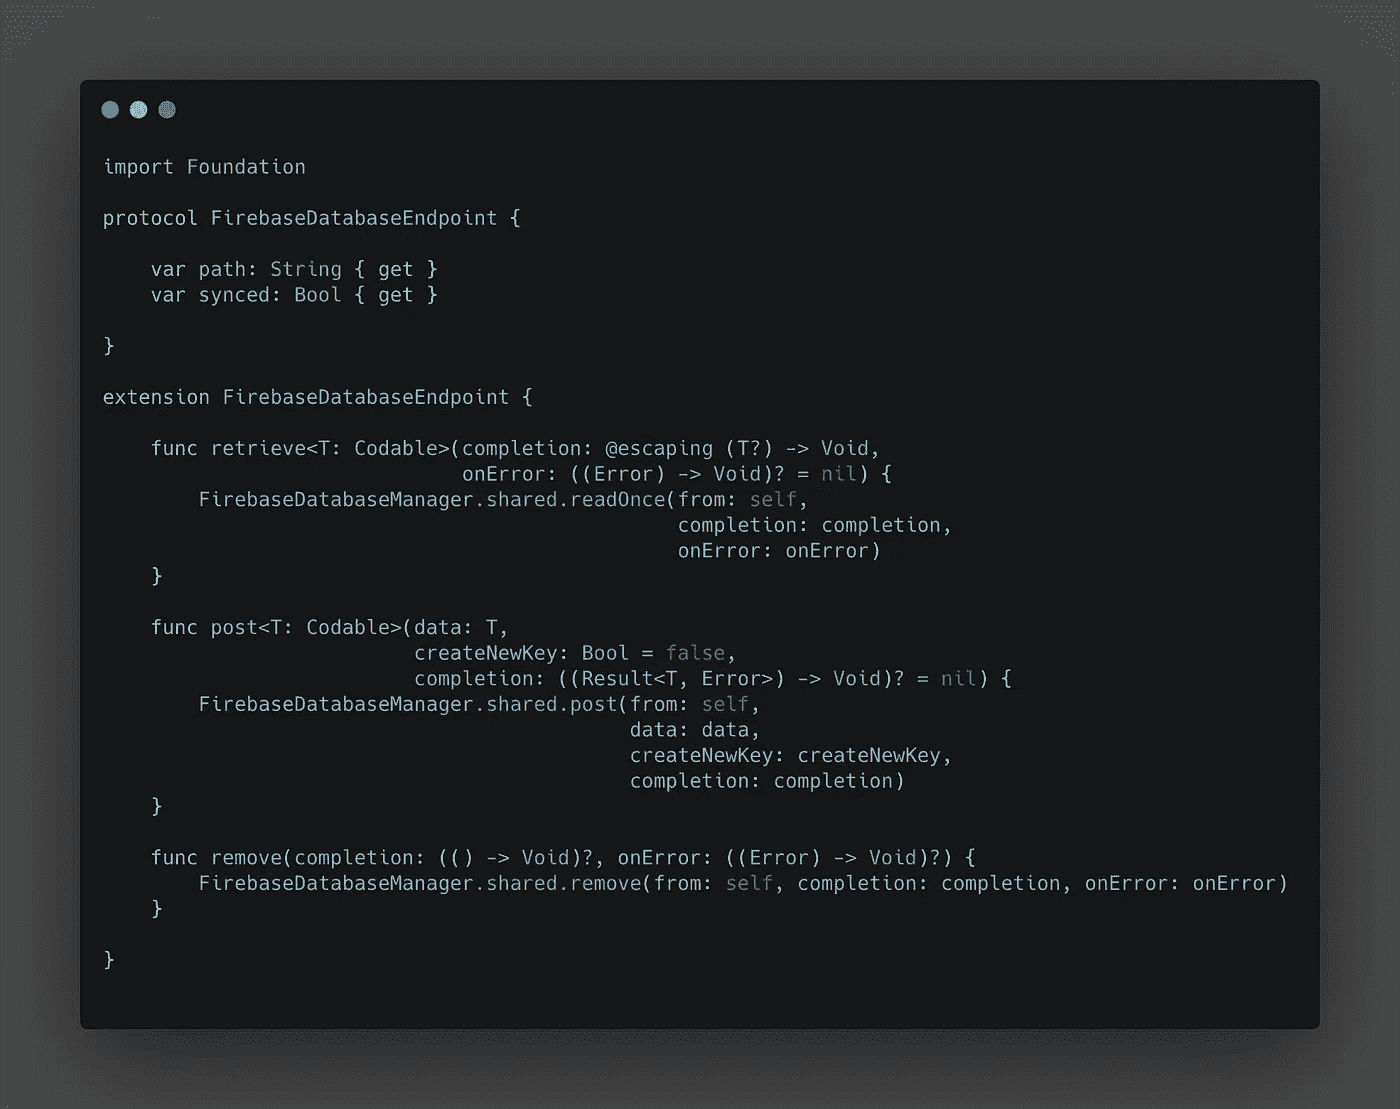 import Foundation
protocol FirebaseDatabaseEndpoint {
    var path: String { get }
    var synced: Bool { get }
}
extension FirebaseDatabaseEndpoint {
    func retrieve<T: Codable>(completion: @escaping (T?) -> Void,
                              onError: ((Error) -> Void)? = nil) {
        FirebaseDatabaseManager.shared.readOnce(from: self,
                                                completion: completion,
                                                onError: onError)
    }
    func post<T: Codable>(data: T,
                          createNewKey: Bool = false,
                          completion: ((Result<T, Error>) -> Void)? = nil) {
        FirebaseDatabaseManager.shared.post(from: self,
                                            data: data,
                                            createNewKey: createNewKey,
                                            completion: completion)
    }
    func remove(completion: (() -> Void)?, onError: ((Error) -> Void)?) {
        FirebaseDatabaseManager.shared.remove(from: self, completion: completion, onError: onError)
    }
}